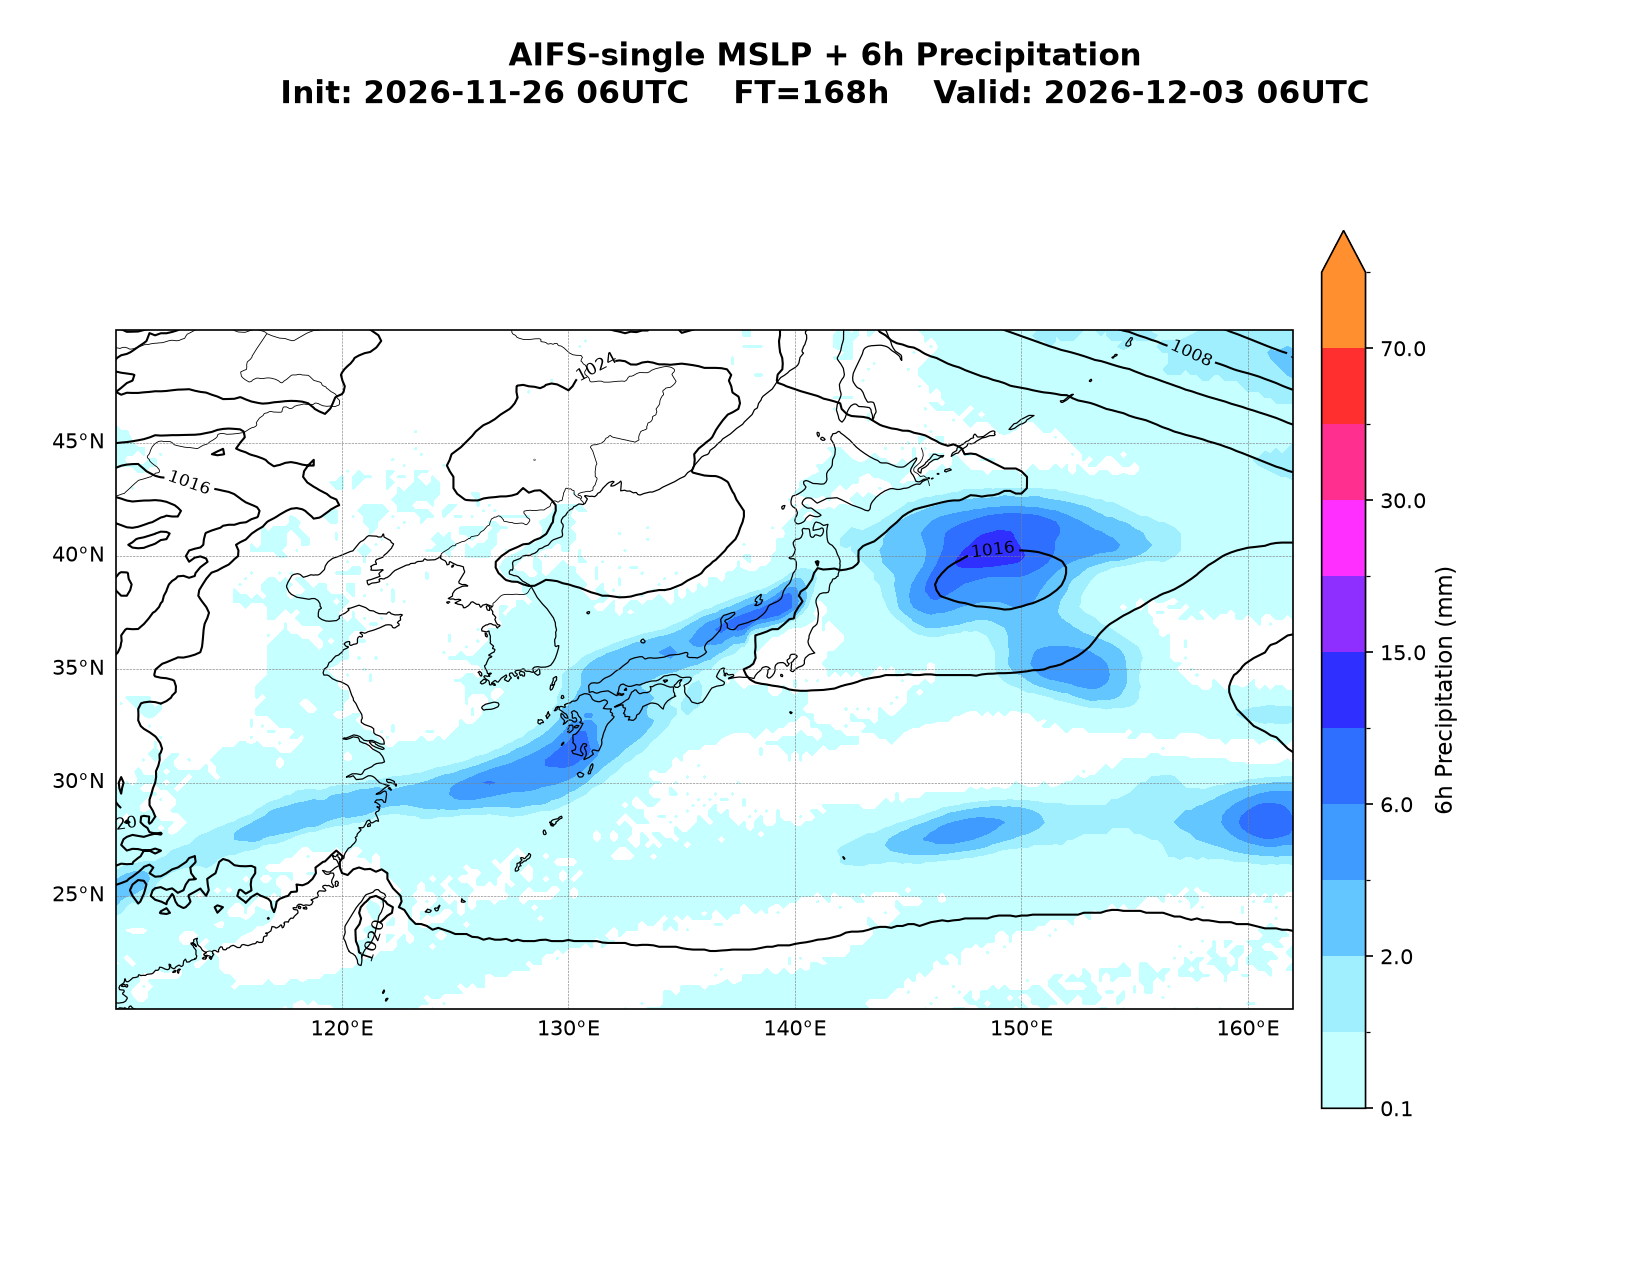 AIFS-single MSLP + 6h Precipitation
Init: 2026-11-26 06UTC    FT=168h    Valid: 2026-12-03 06UTC
1024
1008
1016
1016
20
1020
45°N
40°N
35°N
30°N
25°N
120°E
130°E
140°E
150°E
160°E
70.0
30.0
15.0
6.0
2.0
0.1
6h Precipitation (mm)